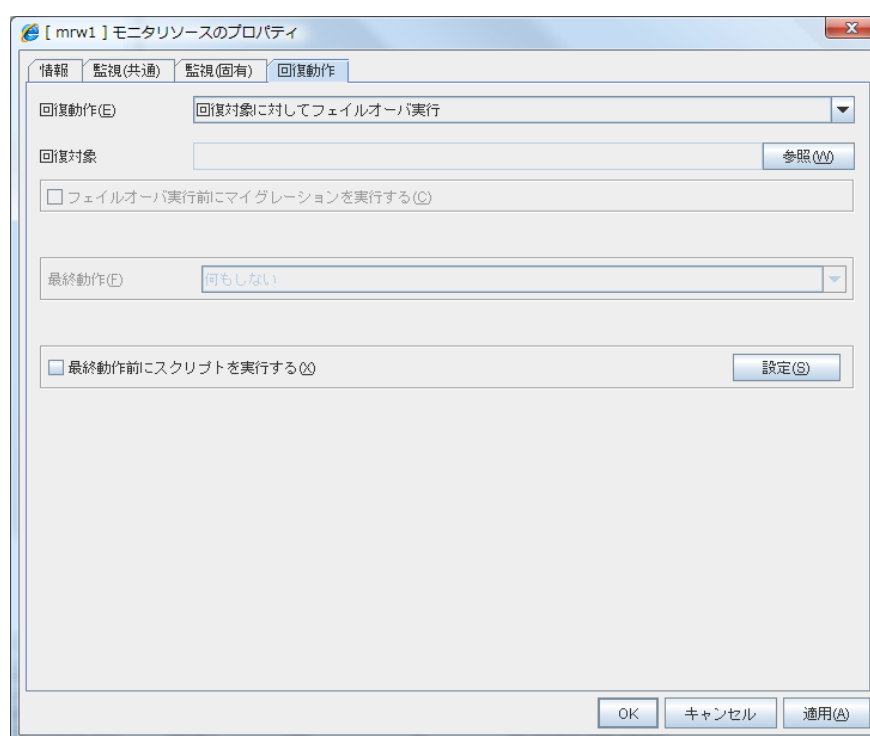 [ mrw1 ] モニタリソースのプロパティ
情報 監視(共通) 監視(固有) 回復動作
回復動作(E) 回復対象に対してフェイルオーバ実行
回復対象 参照(W)
フェイルオーバ実行前にマイグレーションを実行する(C)
最終動作(F) 何もしない
最終動作前にスクリプトを実行する(X) 設定(S)
OK キャンセル 適用(A)